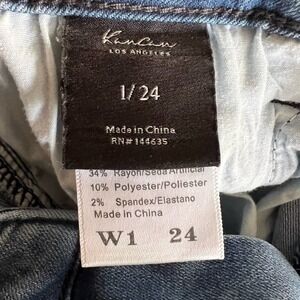 KanCan
LOS ANGELES
1/24
Made in China
RN# 144635
34% Rayon/Seda Artificial
10% Polyester/Poliester
2% Spandex/Elastano
Made in China
W1 24